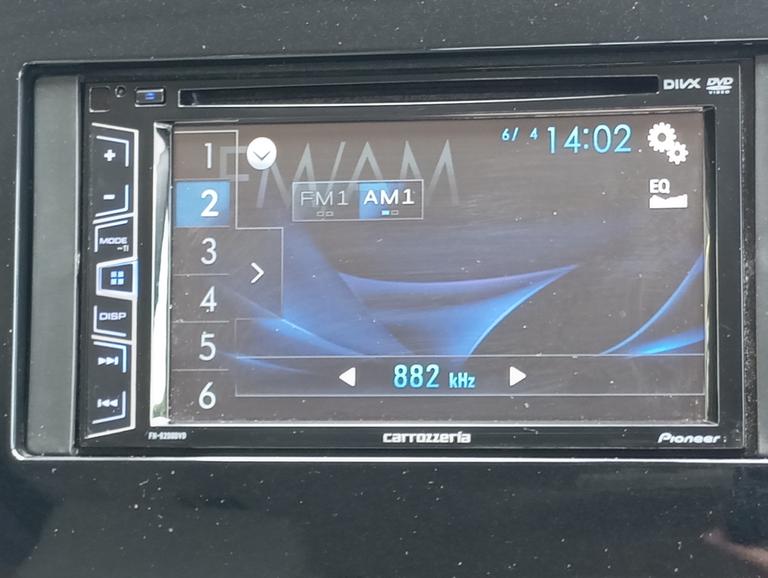 DIVX DVD
VIDEO
FM/AM
6/ 4 14:02
EQ
FM1 AM1
1
2
3
4
5
6
882 kHz
+
-
MODE
DISP
carrozzeria
Pioneer